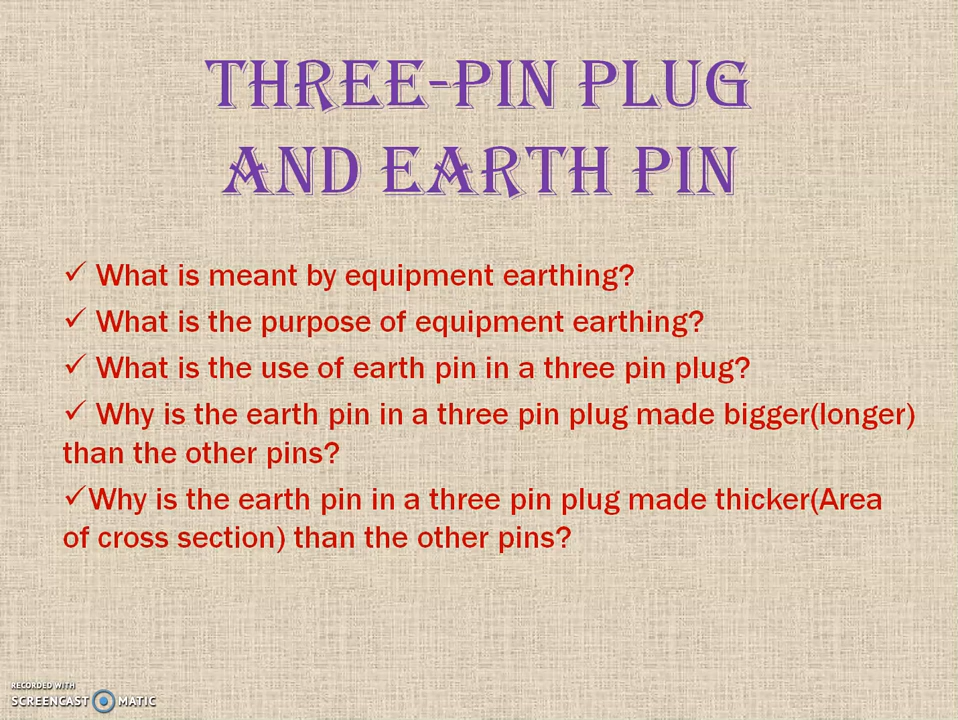 THREE-PIN PLUG
AND EARTH PIN
✓ What is meant by equipment earthing?
✓ What is the purpose of equipment earthing?
✓ What is the use of earth pin in a three pin plug?
✓ Why is the earth pin in a three pin plug made bigger(longer)
than the other pins?
✓Why is the earth pin in a three pin plug made thicker(Area
of cross section) than the other pins?
RECORDED WITH
SCREENCAST MATIC